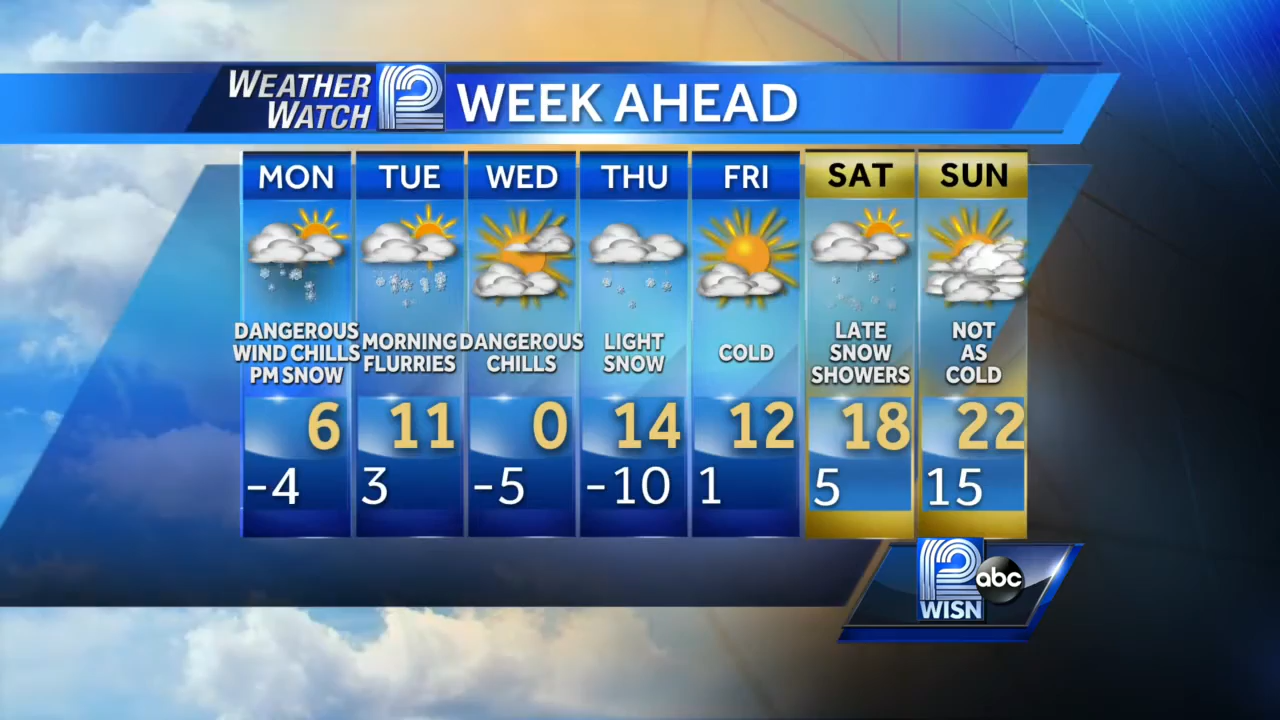 WEATHER
WATCH 12 WEEK AHEAD
MON TUE WED THU FRI SAT SUN
DANGEROUS
WIND CHILLS
PM SNOW
MORNING
FLURRIES
DANGEROUS
CHILLS
LIGHT
SNOW
COLD
LATE
SNOW
SHOWERS
NOT
AS
COLD
6 11 0 14 12 18 22
-4 3 -5 -10 1 5 15
12 abc
WISN